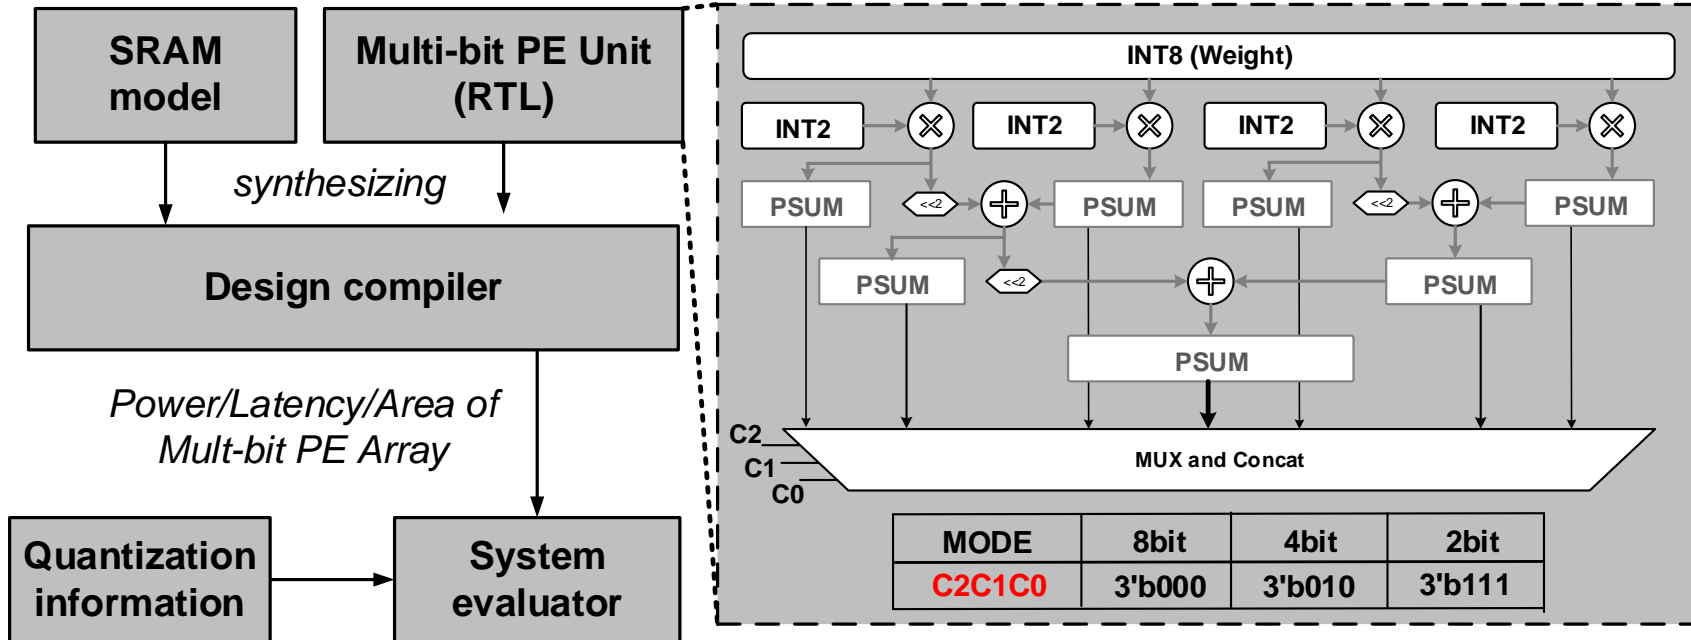 SRAM
model
Multi-bit PE Unit
(RTL)
synthesizing
Design compiler
Power/Latency/Area of
Mult-bit PE Array
Quantization
information
System
evaluator
INT8 (Weight)
INT2
INT2
INT2
INT2
PSUM
<<2
PSUM
PSUM
<<2
PSUM
PSUM
<<2
PSUM
PSUM
C2
C1
C0
MUX and Concat
MODE 8bit 4bit 2bit
C2C1C0 3'b000 3'b010 3'b111